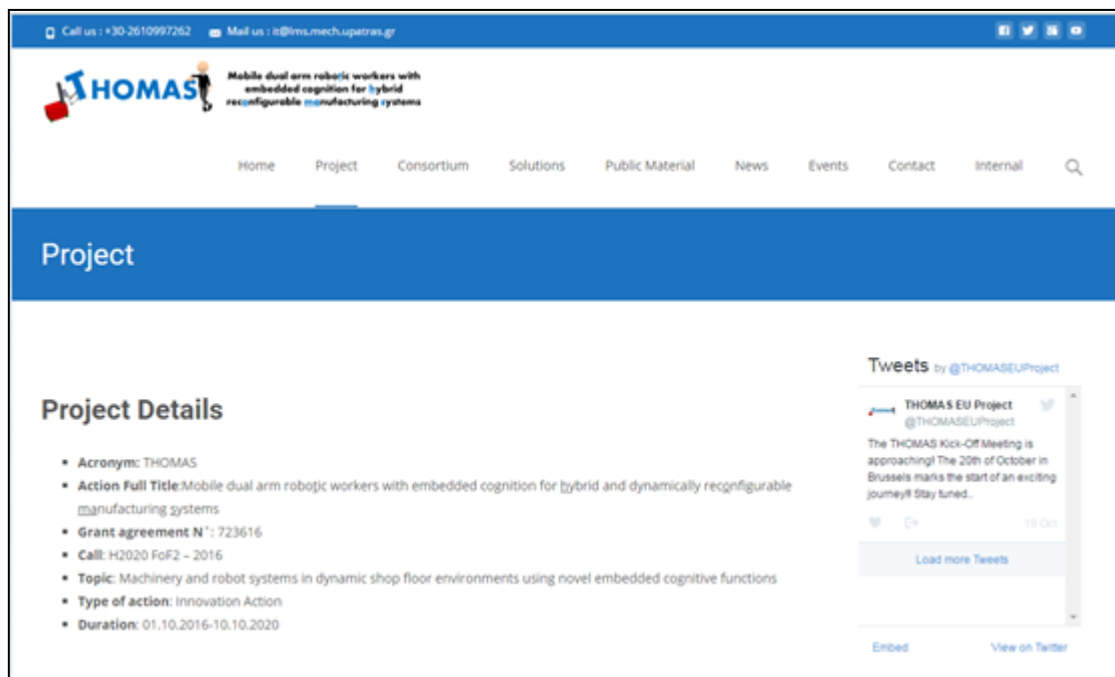 Call us : +30-2610997262 Mail us : it@lms.mech.upatras.gr
THOMAS
Mobile dual arm robotic workers with
embedded cognition for hybrid
reconfigurable manufacturing systems
Home Project Consortium Solutions Public Material News Events Contact Internal
Project
Project Details
Acronym: THOMAS
Action Full Title:Mobile dual arm robotic workers with embedded cognition for hybrid and dynamically reconfigurable
manufacturing systems
Grant agreement N°: 723616
Call: H2020 FoF2 – 2016
Topic: Machinery and robot systems in dynamic shop floor environments using novel embedded cognitive functions
Type of action: Innovation Action
Duration: 01.10.2016-10.10.2020
Tweets by @THOMASEUProject
THOMAS EU Project
@THOMASEUProject
The THOMAS Kick-Off Meeting is
approaching! The 20th of October in
Brussels marks the start of an exciting
journey!! Stay tuned..
19 Oct
Load more Tweets
Embed View on Twitter